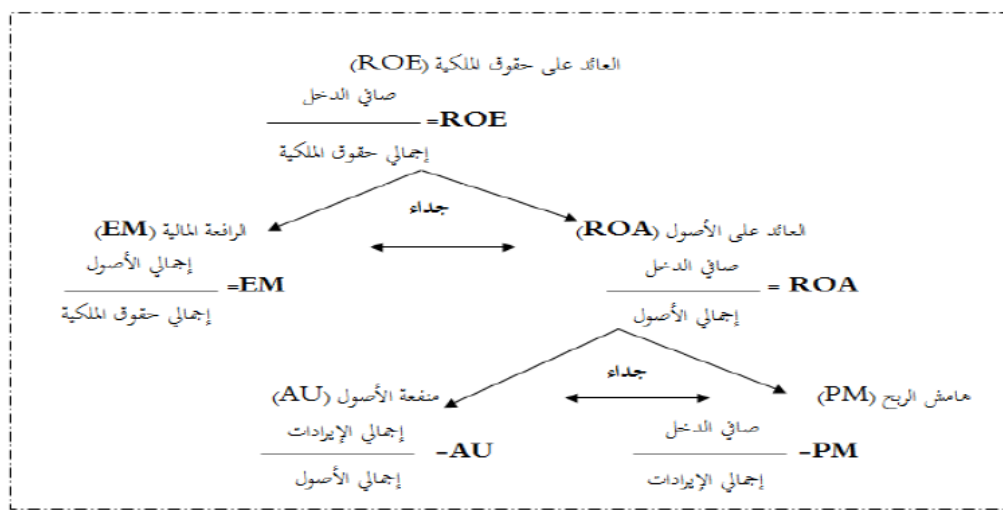 العائد على حقوق الملكية (ROE)
صافي الدخل
=ROE
إجمالي حقوق الملكية
جداء
العائد على الأصول (ROA)
صافي الدخل
= ROA
إجمالي الأصول
الرافعة المالية (EM)
إجمالي الأصول
=EM
إجمالي حقوق الملكية
جداء
هامش الربح (PM)
صافي الدخل
=PM
إجمالي الإيرادات
منفعة الأصول (AU)
إجمالي الإيرادات
=AU
إجمالي الأصول